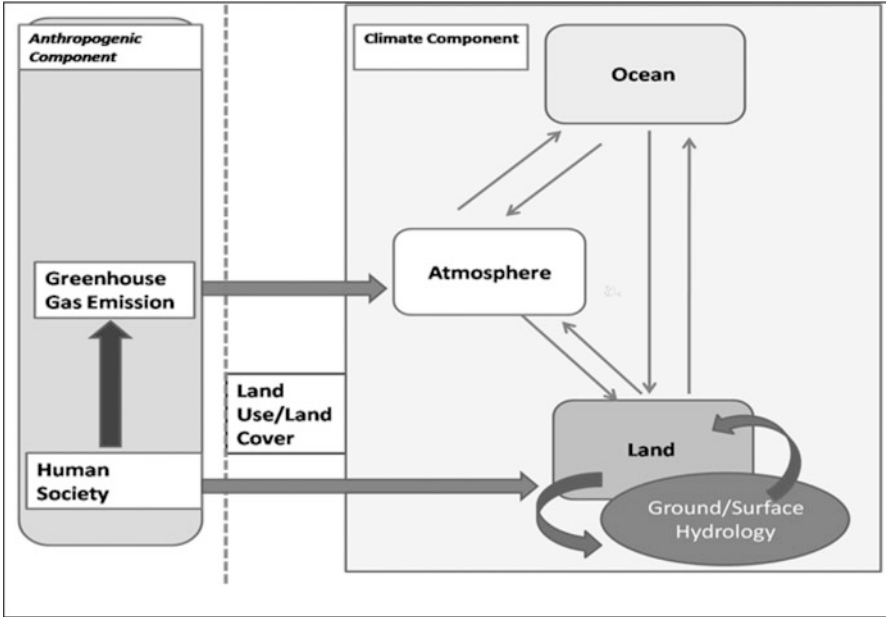 Anthropogenic
Component
Climate Component
Ocean
Atmosphere
Greenhouse
Gas Emission
Land
Use/Land
Cover
Human
Society
Land
Ground/Surface
Hydrology